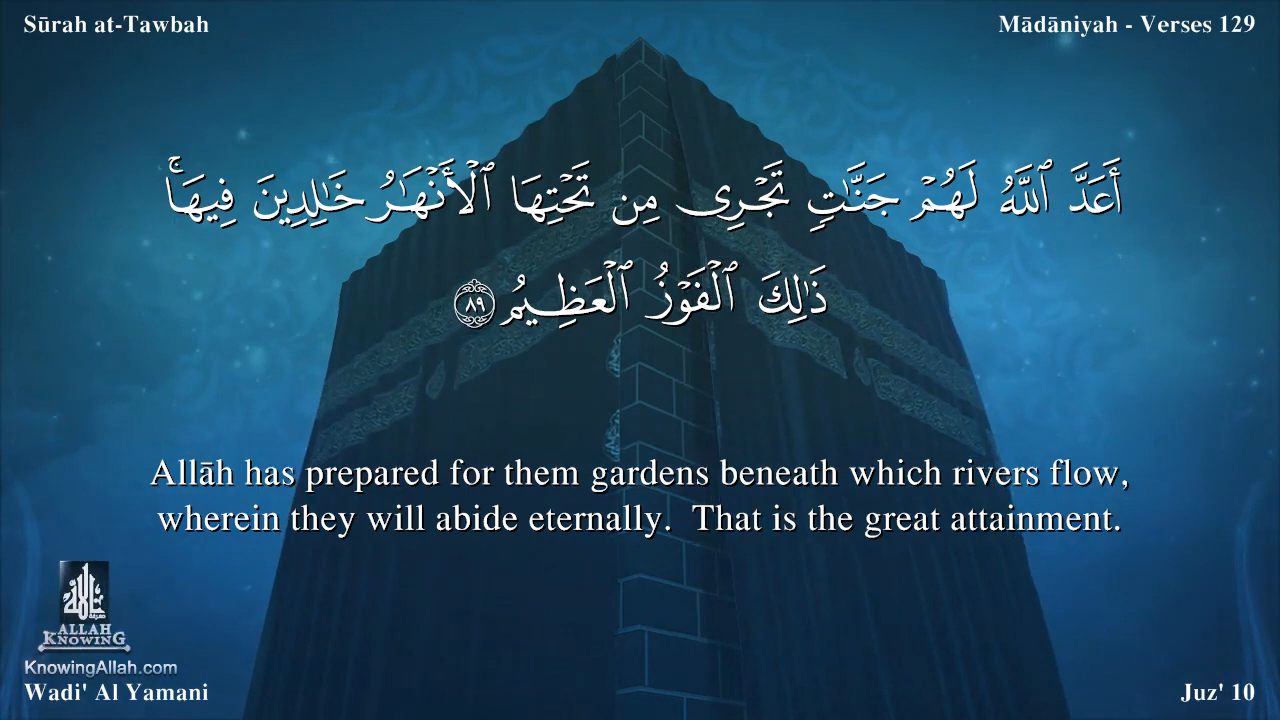 Sūrah at-Tawbah
Mādāniyah - Verses 129
أَعَدَّ ٱللَّهُ لَهُمْ جَنَّٰتٍ تَجْرِى مِن تَحْتِهَا ٱلْأَنْهَٰرُ خَٰلِدِينَ فِيهَا ۚ
ذَٰلِكَ ٱلْفَوْزُ ٱلْعَظِيمُ ٨٩
Allāh has prepared for them gardens beneath which rivers flow,
wherein they will abide eternally. That is the great attainment.
ALLAH
KNOWING
KnowingAllah.com
Wadi' Al Yamani
Juz' 10